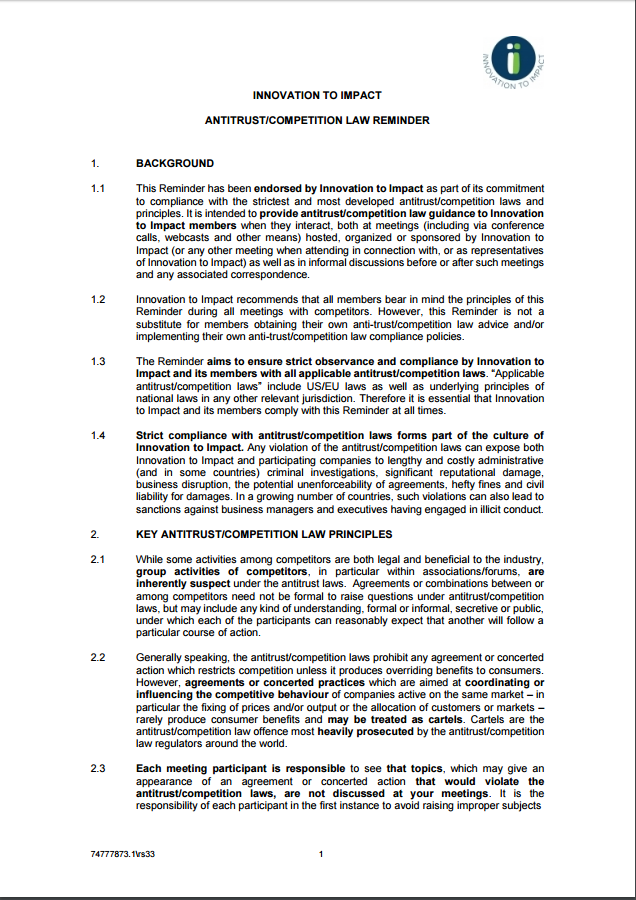 INNOVATION TO IMPACT
INNOVATION TO IMPACT
ANTITRUST/COMPETITION LAW REMINDER
1. BACKGROUND
1.1 This Reminder has been endorsed by Innovation to Impact as part of its commitment
to compliance with the strictest and most developed antitrust/competition laws and
principles. It is intended to provide antitrust/competition law guidance to Innovation
to Impact members when they interact, both at meetings (including via conference
calls, webcasts and other means) hosted, organized or sponsored by Innovation to
Impact (or any other meeting when attending in connection with, or as representatives
of Innovation to Impact) as well as in informal discussions before or after such meetings
and any associated correspondence.
1.2 Innovation to Impact recommends that all members bear in mind the principles of this
Reminder during all meetings with competitors. However, this Reminder is not a
substitute for members obtaining their own anti-trust/competition law advice and/or
implementing their own anti-trust/competition law compliance policies.
1.3 The Reminder aims to ensure strict observance and compliance by Innovation to
Impact and its members with all applicable antitrust/competition laws. “Applicable
antitrust/competition laws” include US/EU laws as well as underlying principles of
national laws in any other relevant jurisdiction. Therefore it is essential that Innovation
to Impact and its members comply with this Reminder at all times.
1.4 Strict compliance with antitrust/competition laws forms part of the culture of
Innovation to Impact. Any violation of the antitrust/competition laws can expose both
Innovation to Impact and participating companies to lengthy and costly administrative
(and in some countries) criminal investigations, significant reputational damage,
business disruption, the potential unenforceability of agreements, hefty fines and civil
liability for damages. In a growing number of countries, such violations can also lead to
sanctions against business managers and executives having engaged in illicit conduct.
2. KEY ANTITRUST/COMPETITION LAW PRINCIPLES
2.1 While some activities among competitors are both legal and beneficial to the industry,
group activities of competitors, in particular within associations/forums, are
inherently suspect under the antitrust laws. Agreements or combinations between or
among competitors need not be formal to raise questions under antitrust/competition
laws, but may include any kind of understanding, formal or informal, secretive or public,
under which each of the participants can reasonably expect that another will follow a
particular course of action.
2.2 Generally speaking, the antitrust/competition laws prohibit any agreement or concerted
action which restricts competition unless it produces overriding benefits to consumers.
However, agreements or concerted practices which are aimed at coordinating or
influencing the competitive behaviour of companies active on the same market – in
particular the fixing of prices and/or output or the allocation of customers or markets –
rarely produce consumer benefits and may be treated as cartels. Cartels are the
antitrust/competition law offence most heavily prosecuted by the antitrust/competition
law regulators around the world.
2.3 Each meeting participant is responsible to see that topics, which may give an
appearance of an agreement or concerted action that would violate the
antitrust/competition laws, are not discussed at your meetings. It is the
responsibility of each participant in the first instance to avoid raising improper subjects
74777873.1\rs33 1